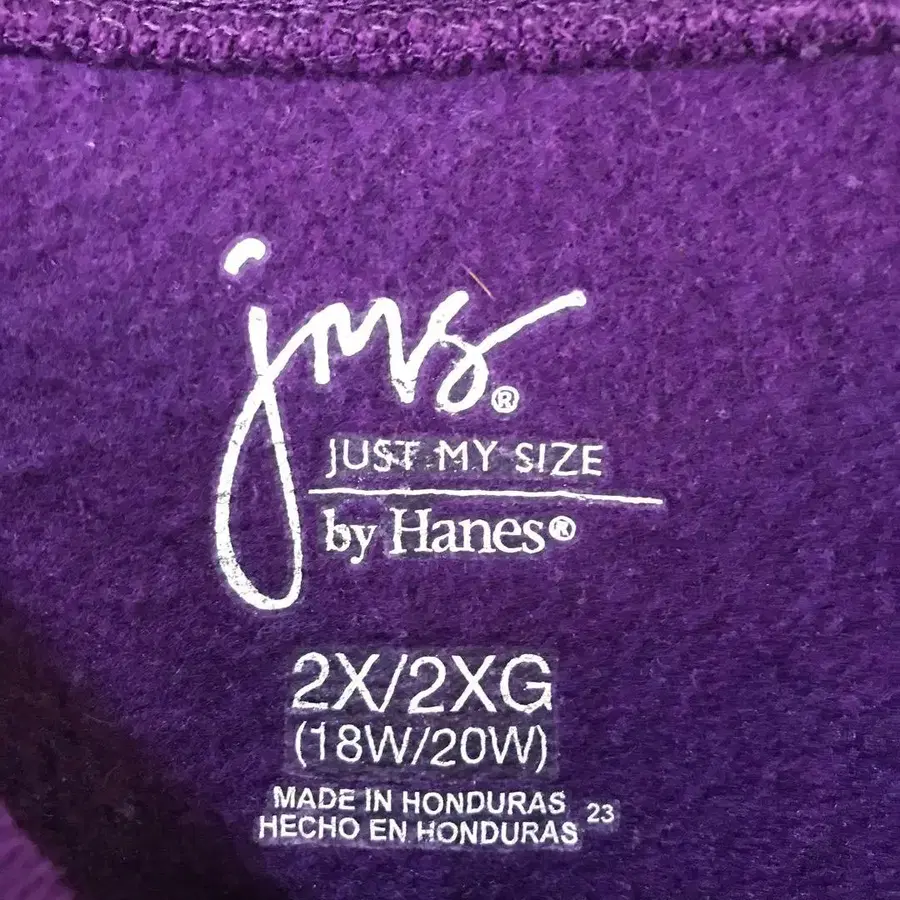 jms®
JUST MY SIZE
by Hanes®
2X/2XG
(18W/20W)
MADE IN HONDURAS 23
HECHO EN HONDURAS